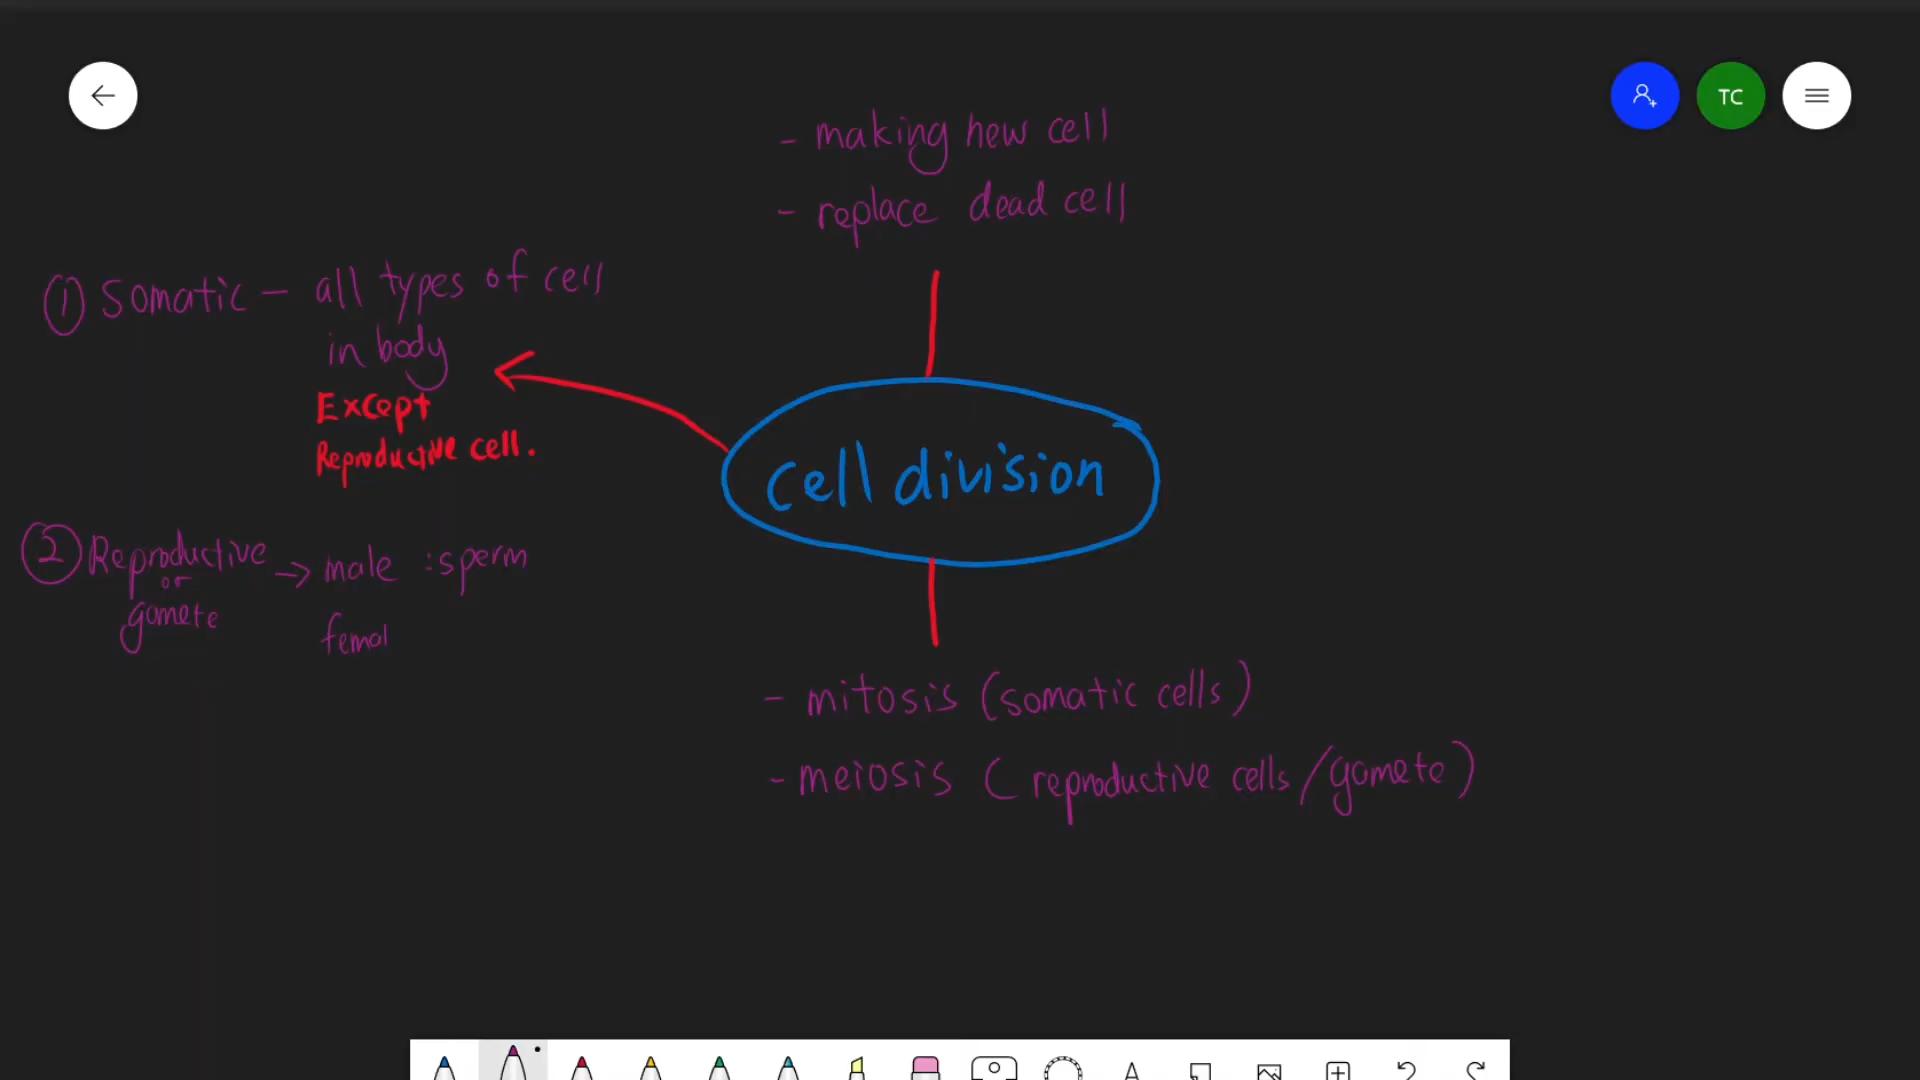 TC
- making new cell
- replace dead cell
① Somatic - all types of cell
in body
Except
Reproductive cell.
cell division
② Reproductive → male : sperm
or
gamete
femal
- mitosis (somatic cells)
- meiosis (reproductive cells/gamete)